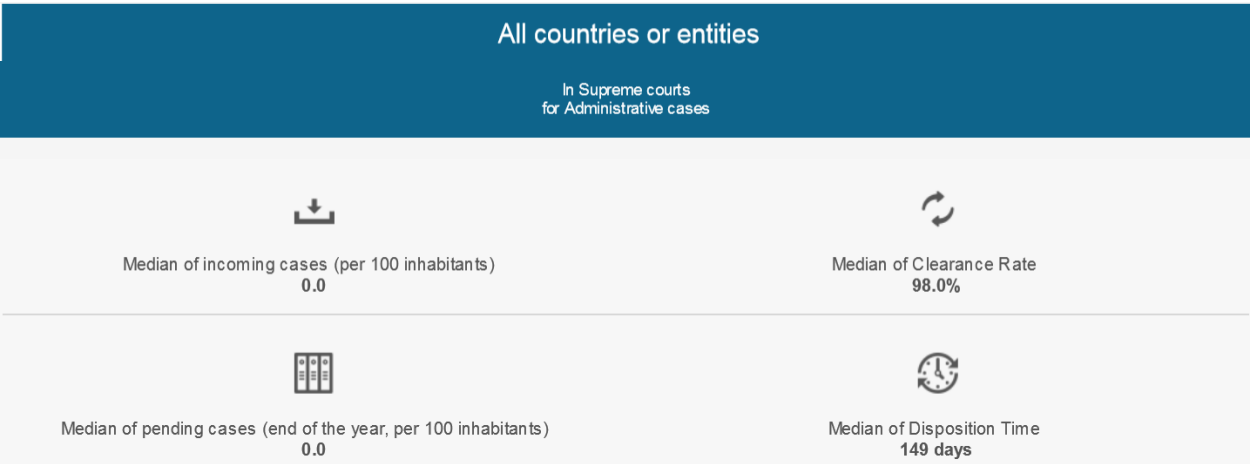 All countries or entities
In Supreme courts
for Administrative cases
Median of incoming cases (per 100 inhabitants)
0.0
Median of Clearance Rate
98.0%
Median of pending cases (end of the year, per 100 inhabitants)
0.0
Median of Disposition Time
149 days